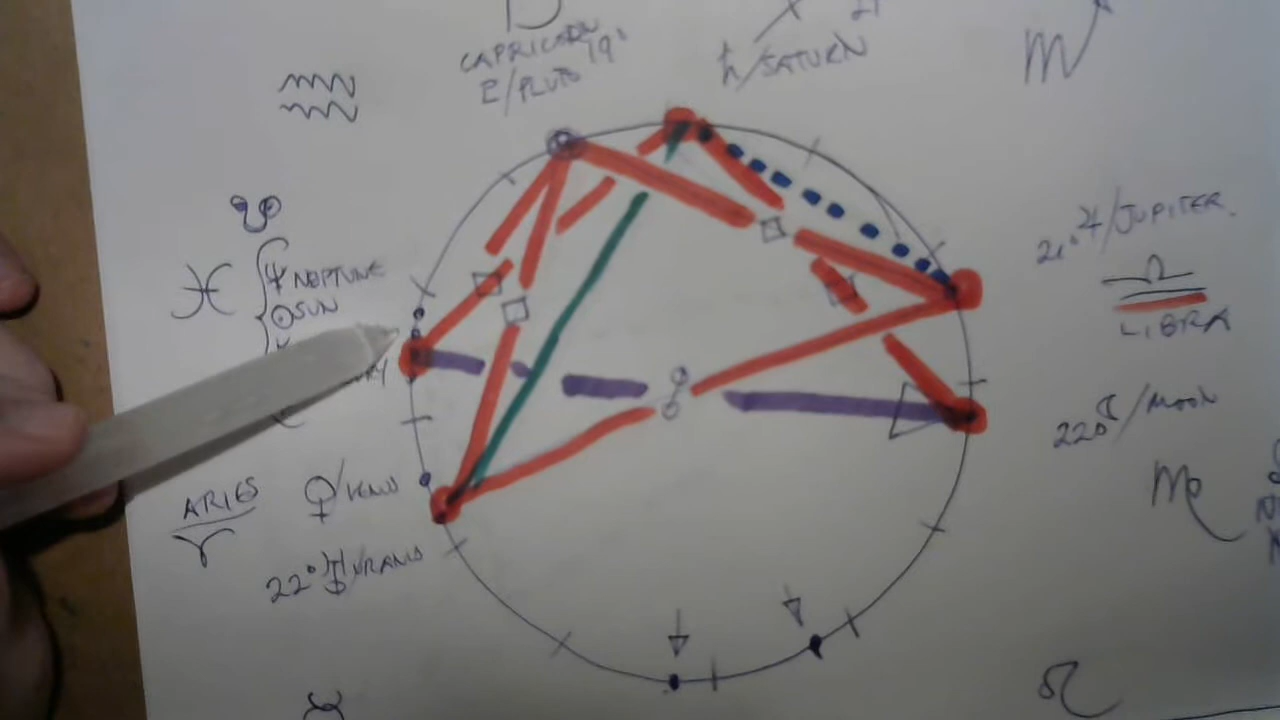 CAPRICORN 19°
E/PLUTO
♄/SATURN
21°♃/JUPITER.
LIBRA
♆ NEPTUNE
☉SUN
22°☾/MOON
ARIES
♀/VENUS
22°♅/URANUS